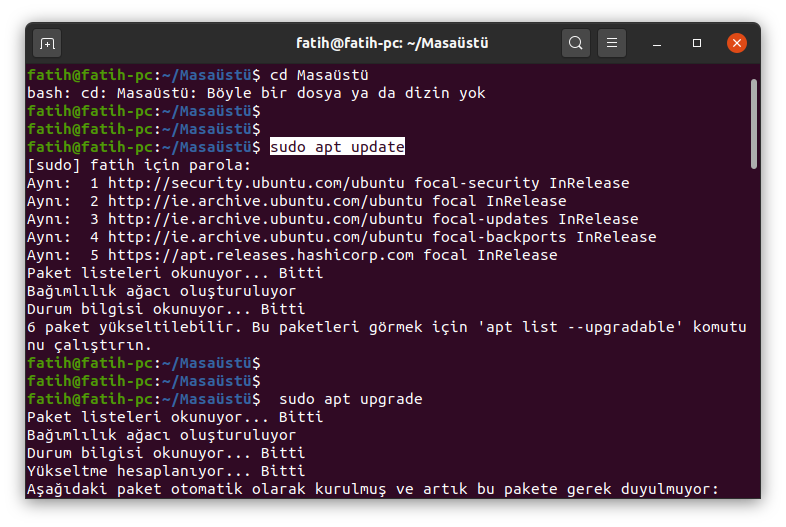 fatih@fatih-pc: ~/Masaüstü
fatih@fatih-pc:~/Masaüstü$ cd Masaüstü
bash: cd: Masaüstü: Böyle bir dosya ya da dizin yok
fatih@fatih-pc:~/Masaüstü$
fatih@fatih-pc:~/Masaüstü$
fatih@fatih-pc:~/Masaüstü$ sudo apt update
[sudo] fatih için parola:
Aynı:  1 http://security.ubuntu.com/ubuntu focal-security InRelease
Aynı:  2 http://ie.archive.ubuntu.com/ubuntu focal InRelease
Aynı:  3 http://ie.archive.ubuntu.com/ubuntu focal-updates InRelease
Aynı:  4 http://ie.archive.ubuntu.com/ubuntu focal-backports InRelease
Aynı:  5 https://apt.releases.hashicorp.com focal InRelease
Paket listeleri okunuyor... Bitti
Bağımlılık ağacı oluşturuluyor
Durum bilgisi okunuyor... Bitti
6 paket yükseltilebilir. Bu paketleri görmek için 'apt list --upgradable' komutu
nu çalıştırın.
fatih@fatih-pc:~/Masaüstü$
fatih@fatih-pc:~/Masaüstü$
fatih@fatih-pc:~/Masaüstü$  sudo apt upgrade
Paket listeleri okunuyor... Bitti
Bağımlılık ağacı oluşturuluyor
Durum bilgisi okunuyor... Bitti
Yükseltme hesaplanıyor... Bitti
Aşağıdaki paket otomatik olarak kurulmuş ve artık bu pakete gerek duyulmuyor: